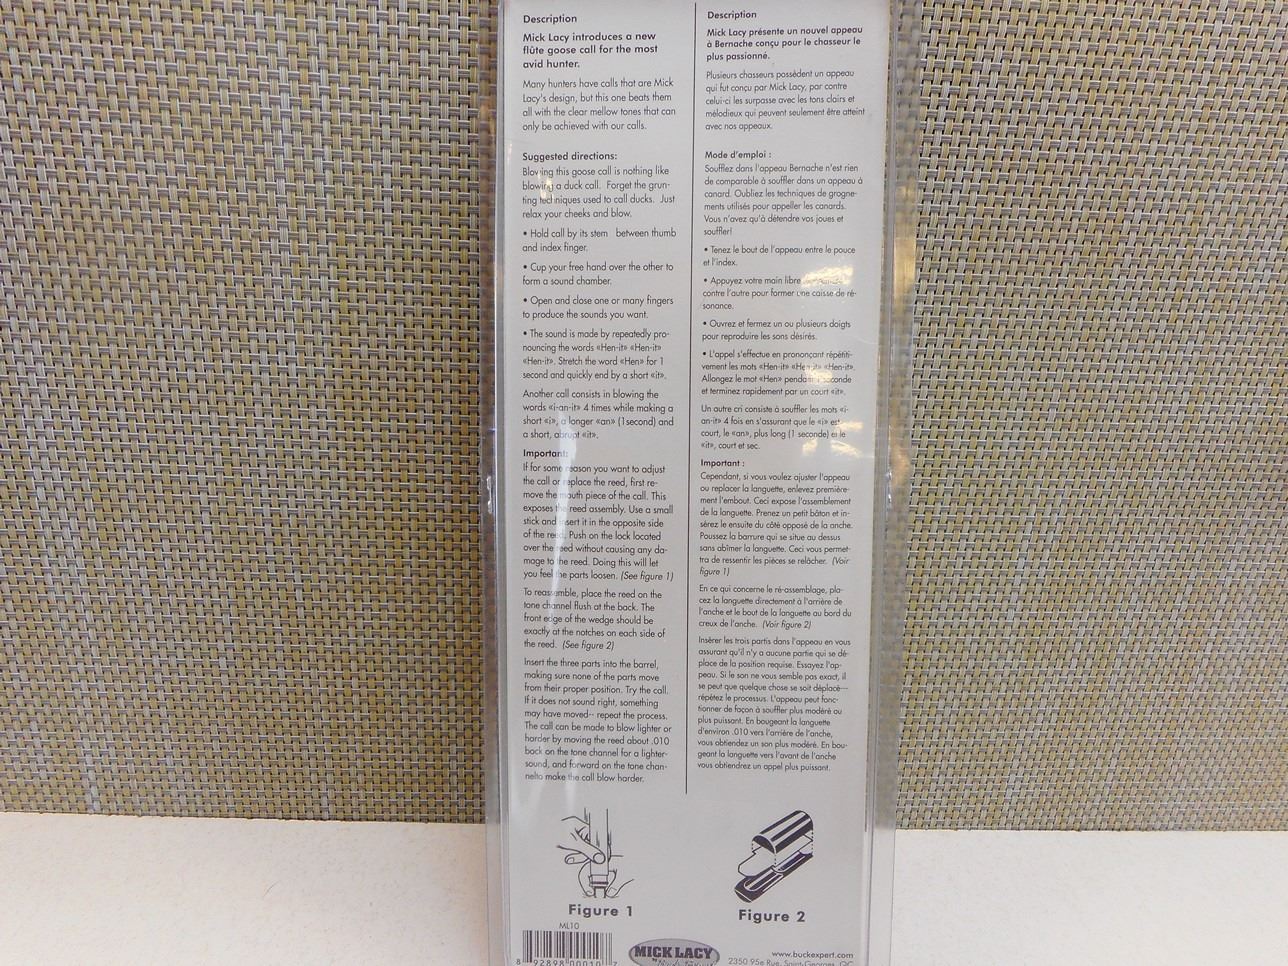 Description
Mick Lacy introduces a new
flûte goose call for the most
avid hunter.
Many hunters have calls that are Mick
Lacy's design, but this one beats them
all with the clear mellow tones that can
only be achieved with our calls.
Suggested directions:
Blowing this goose call is nothing like
blowing a duck call. Forget the grun-
ting techniques used to call ducks. Just
relax your cheeks and blow.
• Hold call by its stem between thumb
and index finger.
• Cup your free hand over the other to
form a sound chamber.
• Open and close one or many fingers
to produce the sounds you want.
• The sound is made by repeatedly pro-
nouncing the words «Hen-it» «Hen-it»
«Hen-it». Stretch the word «Hen» for 1
second and quickly end by a short «it».
Another call consists in blowing the
words «i-an-it» 4 times while making a
short «i», a longer «an» (1second) and
a short, abrupt «it».
Important:
If for some reason you want to adjust
the call or replace the reed, first re-
move the mouth piece of the call. This
exposes the reed assembly. Use a small
stick and insert it in the opposite side
of the reed. Push on the lock located
over the reed without causing any da-
mage to the reed. Doing this will let
you feel the parts loosen. (See figure 1)
To reassemble, place the reed on the
tone channel flush at the back. The
front edge of the wedge should be
exactly at the notches on each side of
the reed. (See figure 2)
Insert the three parts into the barrel,
making sure none of the parts move
from their proper position. Try the call.
If it does not sound right, something
may have moved-- repeat the process.
The call can be made to blow lighter or
harder by moving the reed about .010
back on the tone channel for a lighter-
sound, and forward on the tone chan-
nelto make the call blow harder.
Figure 1
ML10
8 92898 00010 7
Description
Mick Lacy présente un nouvel appeau
à Bernache conçu pour le chasseur le
plus passionné.
Plusieurs chasseurs possèdent un appeau
qui fut conçu par Mick Lacy, par contre
celui-ci les surpasse avec les tons clairs et
mélodieux qui peuvent seulement être atteint
avec nos appeaux.
Mode d'emploi :
Soufflez dans l'appeau Bernache n'est rien
de comparable à souffler dans un appeau à
canard. Oubliez les techniques de grogne-
ments utilisés pour appeller les canards.
Vous n'avez qu'à détendre vos joues et
souffler!
• Tenez le bout de l'appeau entre le pouce
et l'index.
• Appuyez votre main libre
contre l'autre pour former une caisse de ré-
sonance.
• Ouvrez et fermez un ou plusieurs doigts
pour reproduire les sons désirés.
• L'appel s'effectue en prononçant répétiti-
vement les mots «Hen-it» «Hen-it» «Hen-it».
Allongez le mot «Hen» pendant 1 seconde
et terminez rapidement par un court «it».
Un autre cri consiste à souffler les mots «i-
an-it» 4 fois en s'assurant que le «i» est
court, le «an», plus long (1 seconde) et le
«it», court et sec.
Important :
Cependant, si vous voulez ajuster l'appeau
ou replacer la languette, enlevez première-
ment l'embout. Ceci expose l'assemblement
de la languette. Prenez un petit bâton et in-
sérez le ensuite du côté opposé de la anche.
Poussez la barrure qui se situe au dessus
sans abîmer la languette. Ceci vous permet-
tra de ressentir les pièces se relâcher. (Voir
figure 1)
En ce qui concerne le ré-assemblage, pla-
cez la languette directement à l'arrière de
l'anche et le bout de la languette au bord du
creux de l'anche. (Voir figure 2)
Insérer les trois partis dans l'appeau en vous
assurant qu'il n'y a aucune partie qui se dé-
place de la position requise. Essayez l'ap-
peau. Si le son ne vous semble pas exact, il
se peut que quelque chose se soit déplacé—
répétez le processus. L'appeau peut fonc-
tionner de façon à souffler plus modéré ou
plus puissant. En bougeant la languette
d'environ .010 vers l'arrière de l'anche,
vous obtiendez un son plus modéré. En bou-
geant la languette vers l'avant de l'anche
vous obtiendrez un appel plus puissant.
Figure 2
MICK LACY
www.buckexpert.com
2350 95e Rue, Saint-Georges, QC